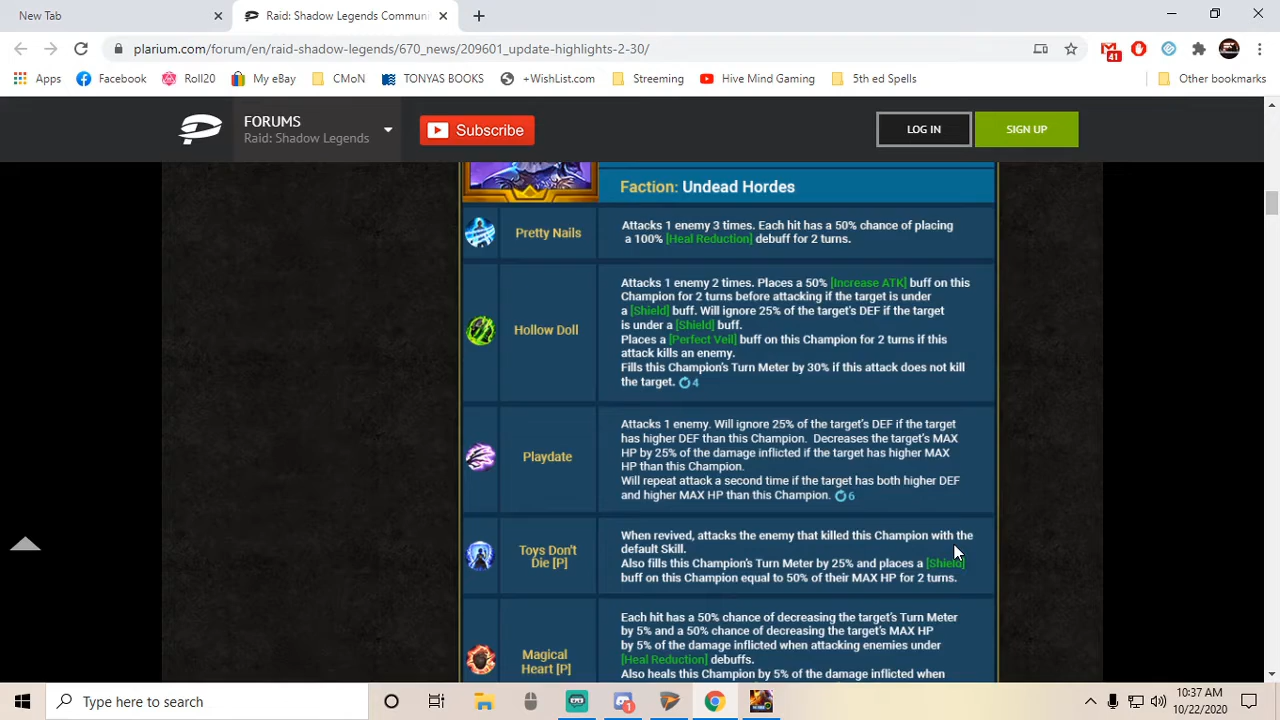 New Tab
Raid: Shadow Legends Commun
plarium.com/forum/en/raid-shadow-legends/670_news/209601_update-highlights-2-30/
41
Apps
Facebook
Roll20
My eBay
CMoN
TONYAS BOOKS
+WishList.com
Streeming
Hive Mind Gaming
5th ed Spells
Other bookmarks
FORUMS
Raid: Shadow Legends
Subscribe
LOG IN
SIGN UP
Faction: Undead Hordes
Pretty Nails
Attacks 1 enemy 3 times. Each hit has a 50% chance of placing
a 100% [Heal Reduction] debuff for 2 turns.
Hollow Doll
Attacks 1 enemy 2 times. Places a 50% [Increase ATK] buff on this
Champion for 2 turns before attacking if the target is under
a [Shield] buff. Will ignore 25% of the target's DEF if the target
is under a [Shield] buff.
Places a [Perfect Veil] buff on this Champion for 2 turns if this
attack kills an enemy.
Fills this Champion's Turn Meter by 30% if this attack does not kill
the target. 4
Playdate
Attacks 1 enemy. Will ignore 25% of the target's DEF if the target
has higher DEF than this Champion. Decreases the target's MAX
HP by 25% of the damage inflicted if the target has higher MAX
HP than this Champion.
Will repeat attack a second time if the target has both higher DEF
and higher MAX HP than this Champion. 6
Toys Don't
Die [P]
When revived, attacks the enemy that killed this Champion with the
default Skill.
Also fills this Champion's Turn Meter by 25% and places a [Shield]
buff on this Champion equal to 50% of their MAX HP for 2 turns.
Magical
Heart [P]
Each hit has a 50% chance of decreasing the target's Turn Meter
by 5% and a 50% chance of decreasing the target's MAX HP
by 5% of the damage inflicted when attacking enemies under
[Heal Reduction] debuffs.
Also heals this Champion by 5% of the damage inflicted when
Type here to search
1
10:37 AM
10/22/2020